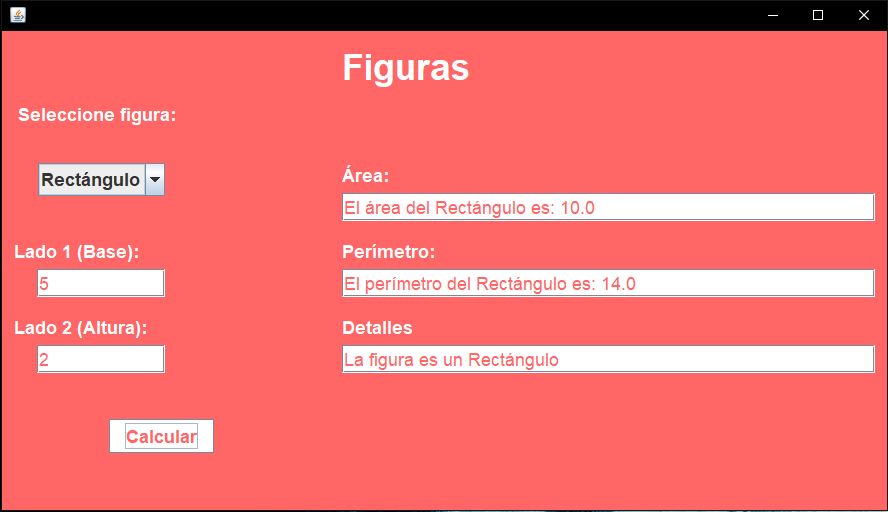 Figuras
Seleccione figura:
Rectángulo
Área:
El área del Rectángulo es: 10.0
Lado 1 (Base):
Perímetro:
5
El perímetro del Rectángulo es: 14.0
Lado 2 (Altura):
Detalles
2
La figura es un Rectángulo
Calcular